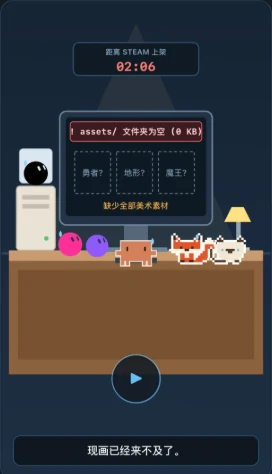 距离 STEAM 上架
02:06
! assets/ 文件夹为空 (0 KB)
勇者? 地形? 魔王?
缺少全部美术素材
现画已经来不及了。